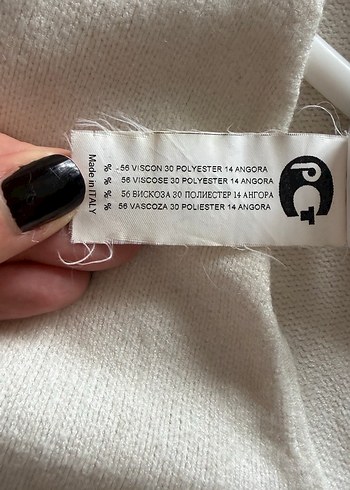 Made in ITALY
% - 56 VISCON 30 POLYESTER 14 ANGORA
% 56 VISCOSE 30 POLYESTER 14 ANGORA
% 56 ВИСКОЗА 30 ПОЛИЕСТЕР 14 АНГОРА
% 56 VASCOZA 30 POLIESTER 14 ANGORA
РСТ